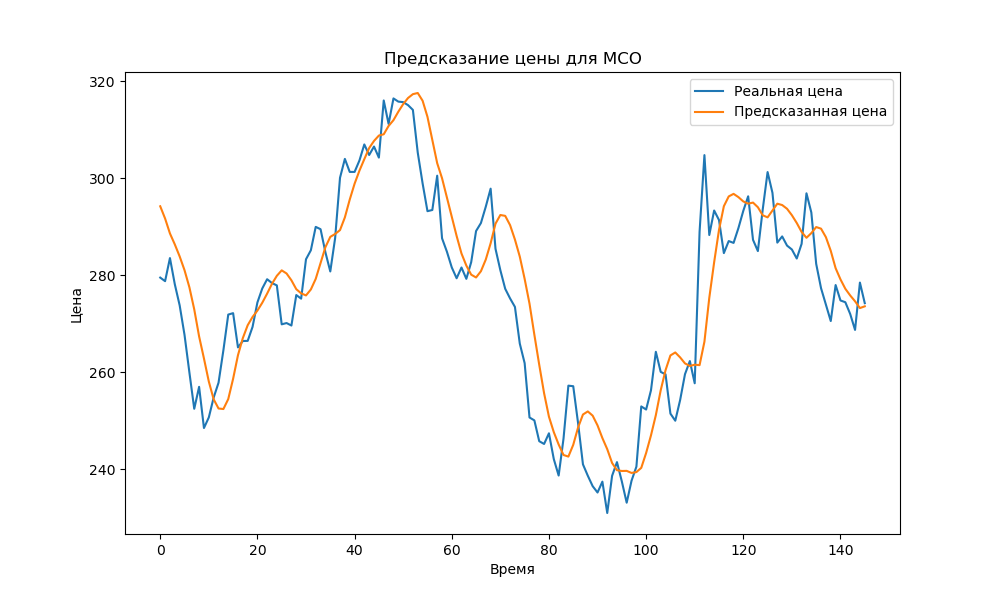 Предсказание цены для MCO
Реальная цена
Предсказанная цена
Цена
320
300
280
260
240
0 20 40 60 80 100 120 140
Время